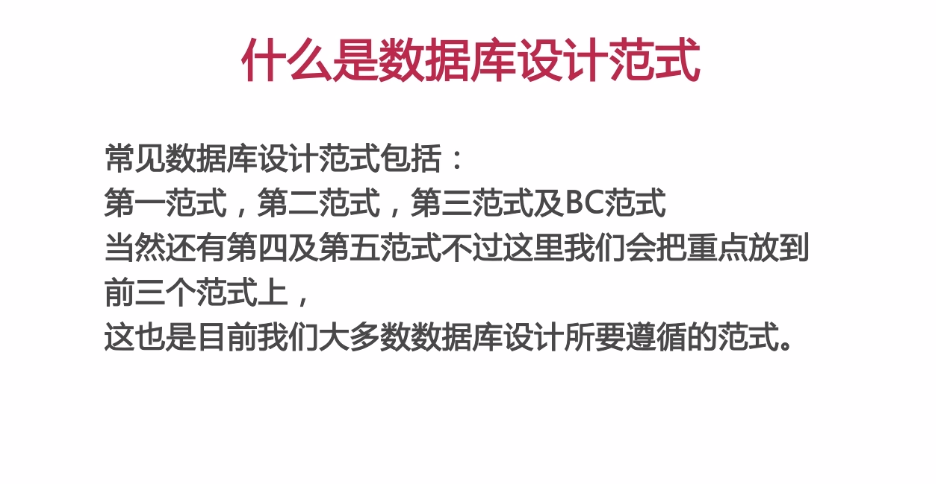 什么是数据库设计范式
常见数据库设计范式包括：
第一范式，第二范式，第三范式及BC范式
当然还有第四及第五范式不过这里我们会把重点放到
前三个范式上，
这也是目前我们大多数数据库设计所要遵循的范式。